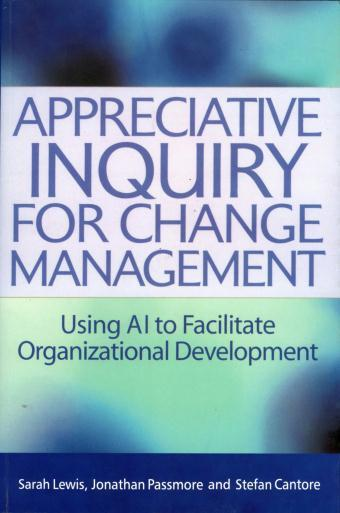 APPRECIATIVE
INQUIRY
FOR CHANGE
MANAGEMENT
Using AI to Facilitate
Organizational Development
Sarah Lewis, Jonathan Passmore and Stefan Cantore